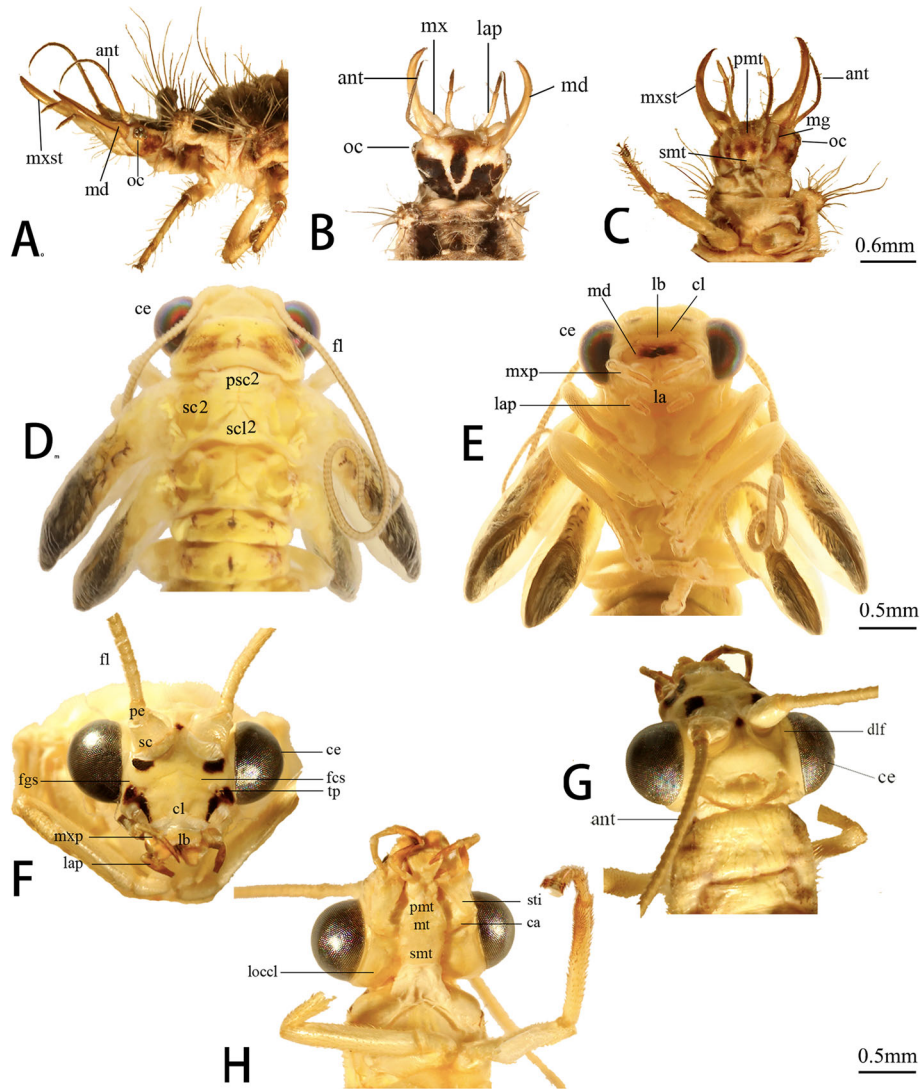 ant
mxst
md
oc
A
mx
lap
ant
md
oc
B
pmt
ant
mxst
mg
oc
smt
C
0.6mm
ce
fl
psc2
sc2
scl2
D
lb
cl
md
ce
mxp
la
lap
E
0.5mm
fl
pe
sc
ce
fgs
fcs
tp
cl
mxp
lb
lap
F
dlf
ce
ant
G
pmt
sti
mt
ca
smt
loccl
H
0.5mm